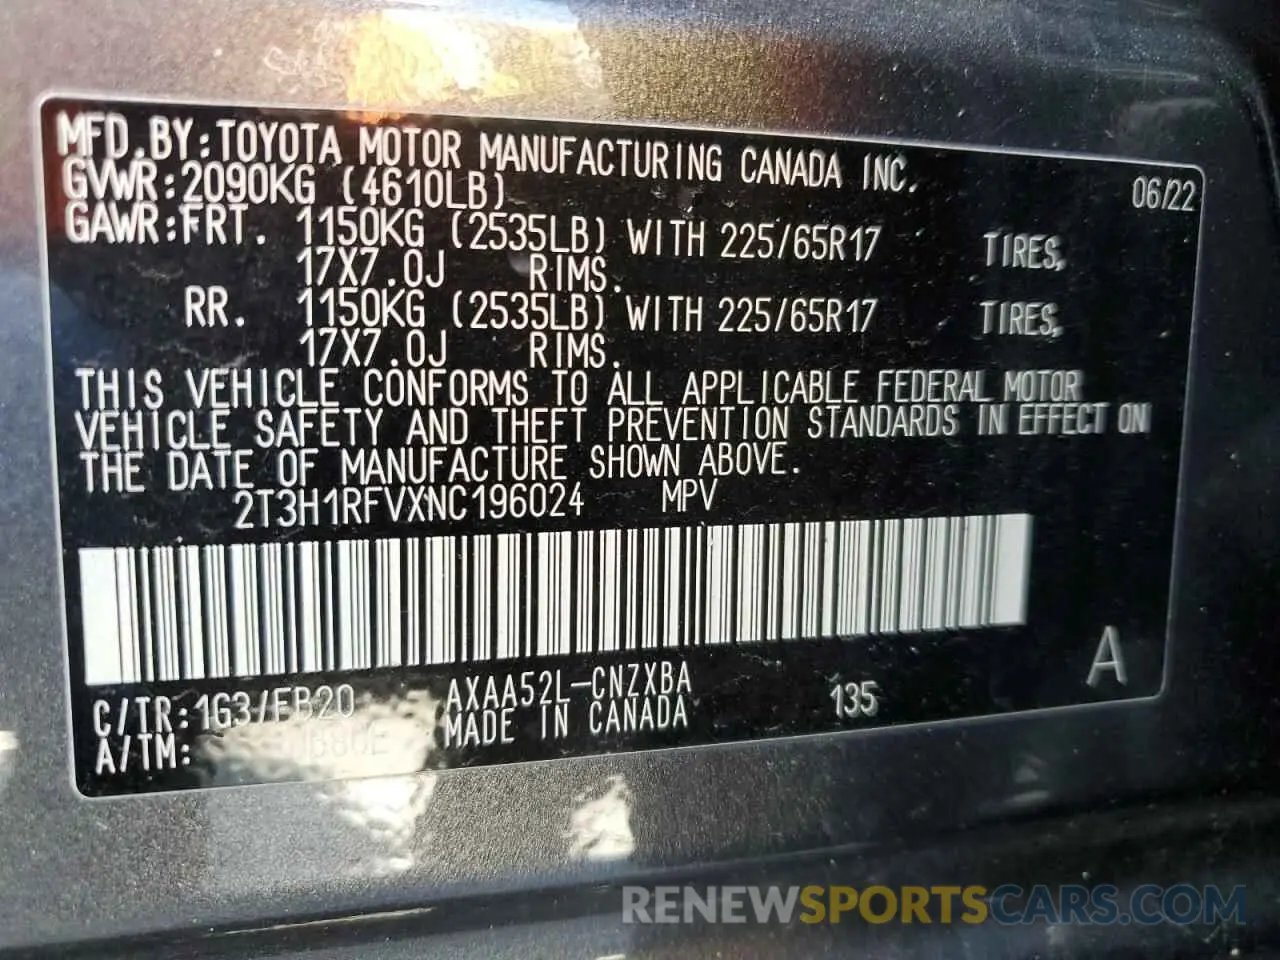 MFD.BY:TOYOTA MOTOR MANUFACTURING CANADA INC.
GVWR:2090KG (4610LB) 06/22
GAWR:FRT. 1150KG (2535LB) WITH 225/65R17 TIRES,
17X7.0J RIMS.
RR. 1150KG (2535LB) WITH 225/65R17 TIRES,
17X7.0J RIMS.
THIS VEHICLE CONFORMS TO ALL APPLICABLE FEDERAL MOTOR
VEHICLE SAFETY AND THEFT PREVENTION STANDARDS IN EFFECT ON
THE DATE OF MANUFACTURE SHOWN ABOVE.
2T3H1RFVXNC196024 MPV
C/TR:1G3/FB20 AXAA52L-CNZXBA 135 A
A/TM: MADE IN CANADA
RENEWSPORTSCARS.COM